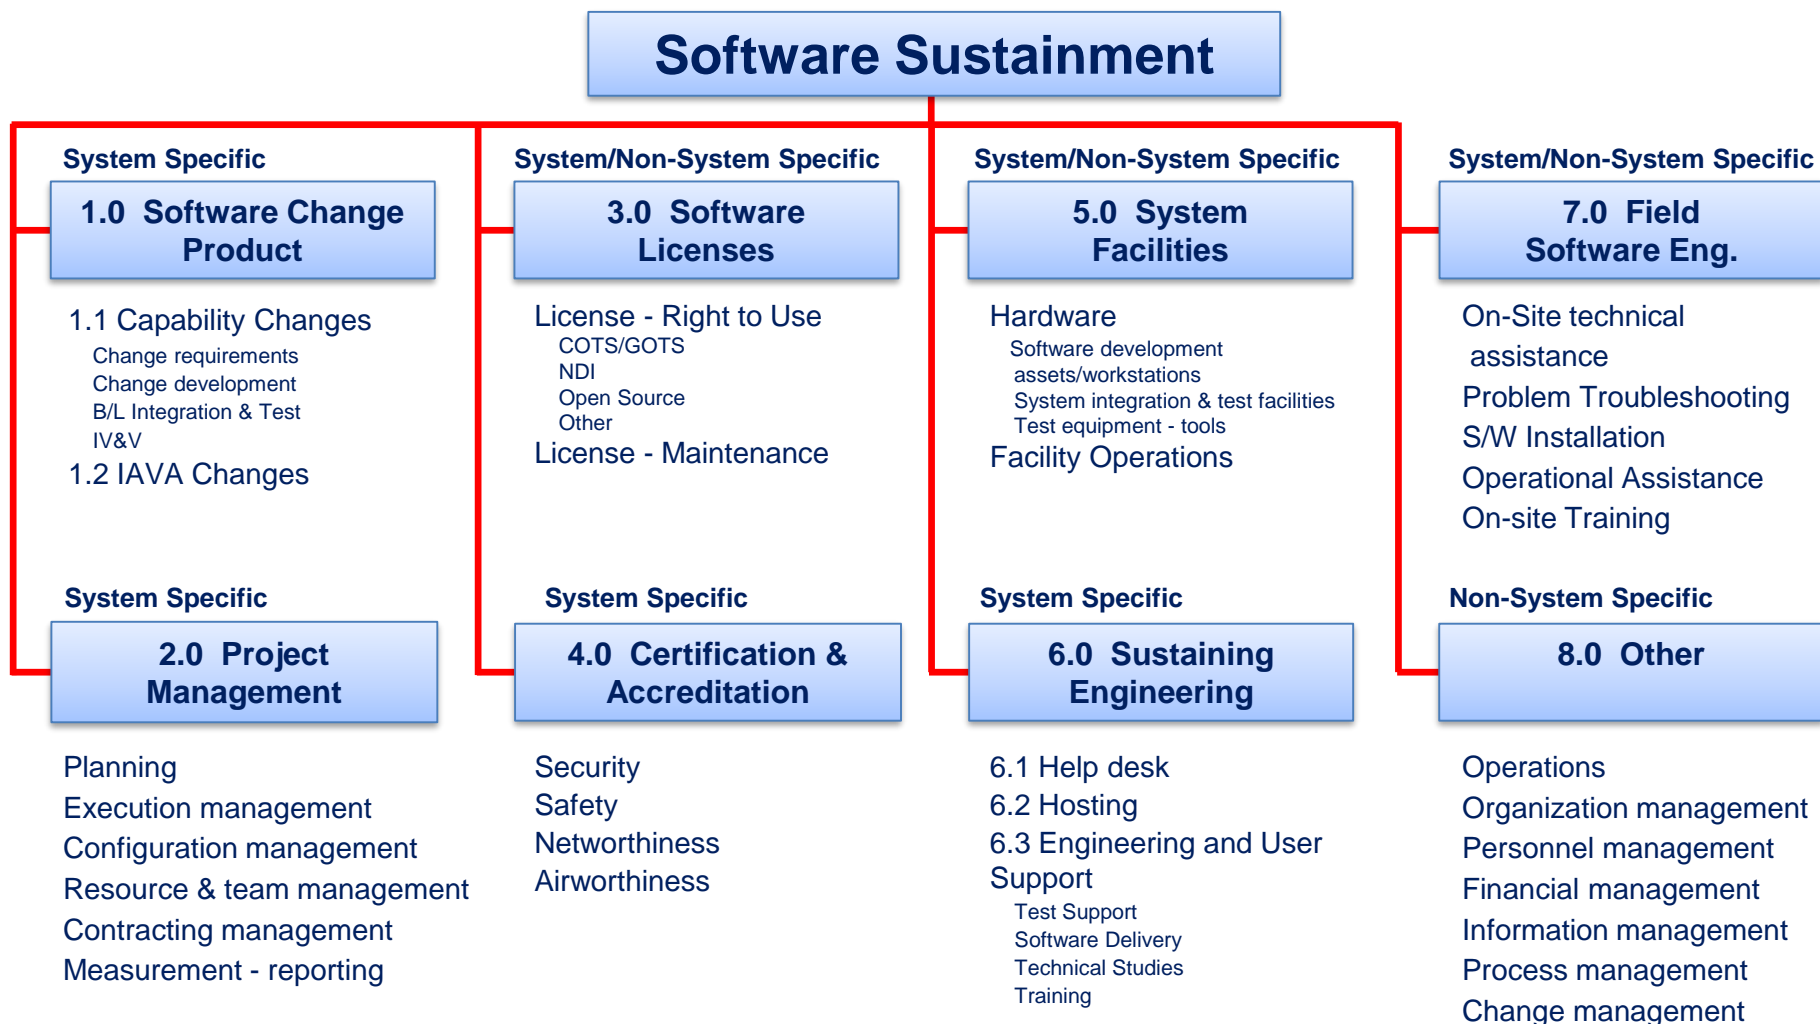 Software Sustainment
System Specific
1.0 Software Change
Product
1.1 Capability Changes
Change requirements
Change development
B/L Integration & Test
IV&V
1.2 IAVA Changes
System Specific
2.0 Project
Management
Planning
Execution management
Configuration management
Resource & team management
Contracting management
Measurement - reporting
System/Non-System Specific
3.0 Software
Licenses
License - Right to Use
COTS/GOTS
NDI
Open Source
Other
License - Maintenance
System Specific
4.0 Certification &
Accreditation
Security
Safety
Networthiness
Airworthiness
System/Non-System Specific
5.0 System
Facilities
Hardware
Software development
assets/workstations
System integration & test facilities
Test equipment - tools
Facility Operations
System Specific
6.0 Sustaining
Engineering
6.1 Help desk
6.2 Hosting
6.3 Engineering and User
Support
Test Support
Software Delivery
Technical Studies
Training
System/Non-System Specific
7.0 Field
Software Eng.
On-Site technical
assistance
Problem Troubleshooting
S/W Installation
Operational Assistance
On-site Training
Non-System Specific
8.0 Other
Operations
Organization management
Personnel management
Financial management
Information management
Process management
Change management